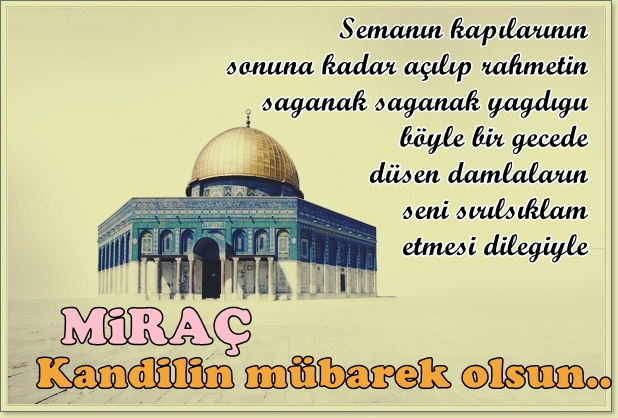 Semanın kapılarının
sonuna kadar açılıp rahmetin
saganak saganak yagdıgu
böyle bir gecede
düsen damlaların
seni sırılsıklam
etmesi dilegiyle
MiRAÇ
Kandilin mübarek olsun..